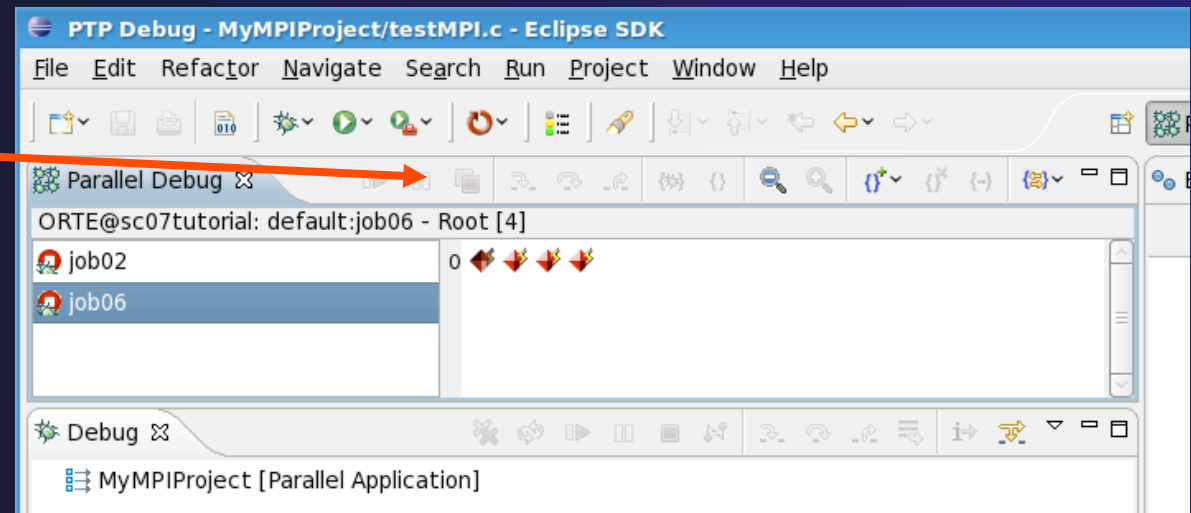 PTP Debug - MyMPIProject/testMPI.c - Eclipse SDK
File Edit Refactor Navigate Search Run Project Window Help
010
Parallel Debug
ORTE@sc07tutorial: default:job06 - Root [4]
job02
0
job06
Debug
MyMPIProject [Parallel Application]